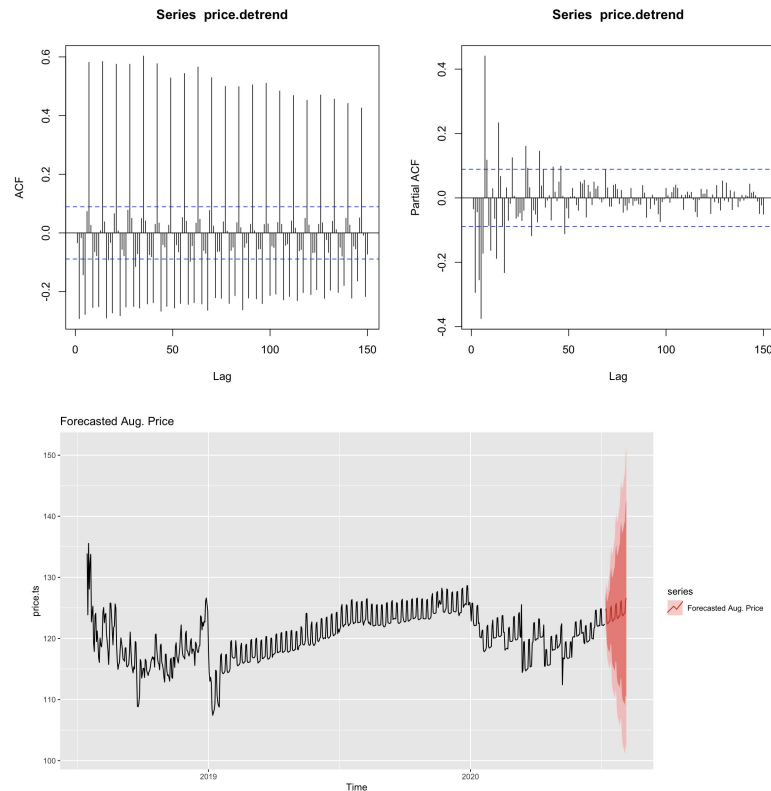 Series price.detrend
ACF
0.6
0.4
0.2
0.0
-0.2
0 50 100 150
Lag
Series price.detrend
Partial ACF
0.4
0.2
0.0
-0.2
-0.4
0 50 100 150
Lag
Forecasted Aug. Price
price.ts
150
140
130
120
110
100
2019 2020
Time
series
Forecasted Aug. Price